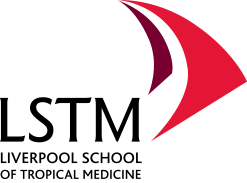 LSTM
LIVERPOOL SCHOOL
OF TROPICAL MEDICINE